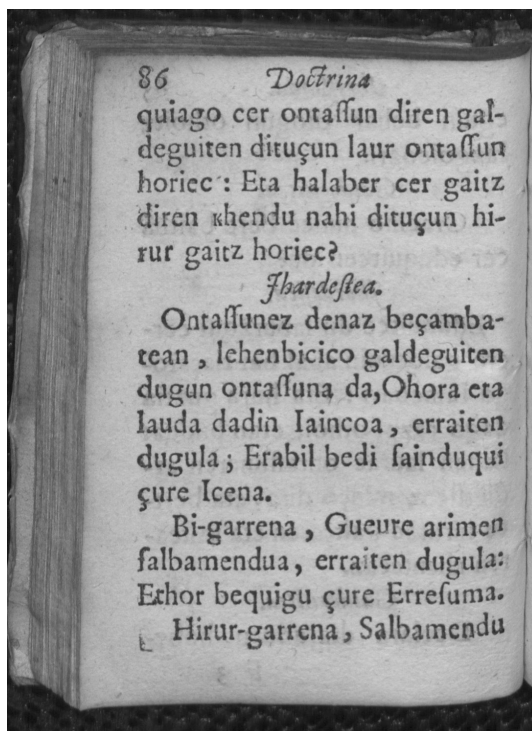 86 Doctrina
quiago cer ontaſſun diren gal-
deguiten dituçun laur ontaſſun
horiec : Eta halaber cer gaitz
diren khendu nahi dituçun hi-
rur gaitz horiec?
Jhardeſtea.
Ontaſſunez denaz beçamba-
tean , lehenbicico galdeguiten
dugun ontaſſuna da,Ohora eta
lauda dadin Iaincoa , erraiten
dugula ; Erabil bedi ſainduqui
çure Icena.
Bi-garrena , Gueure arimen
ſalbamendua, erraiten dugula:
Ethor bequigu çure Erreſuma.
Hirur-garrena, Salbamendu